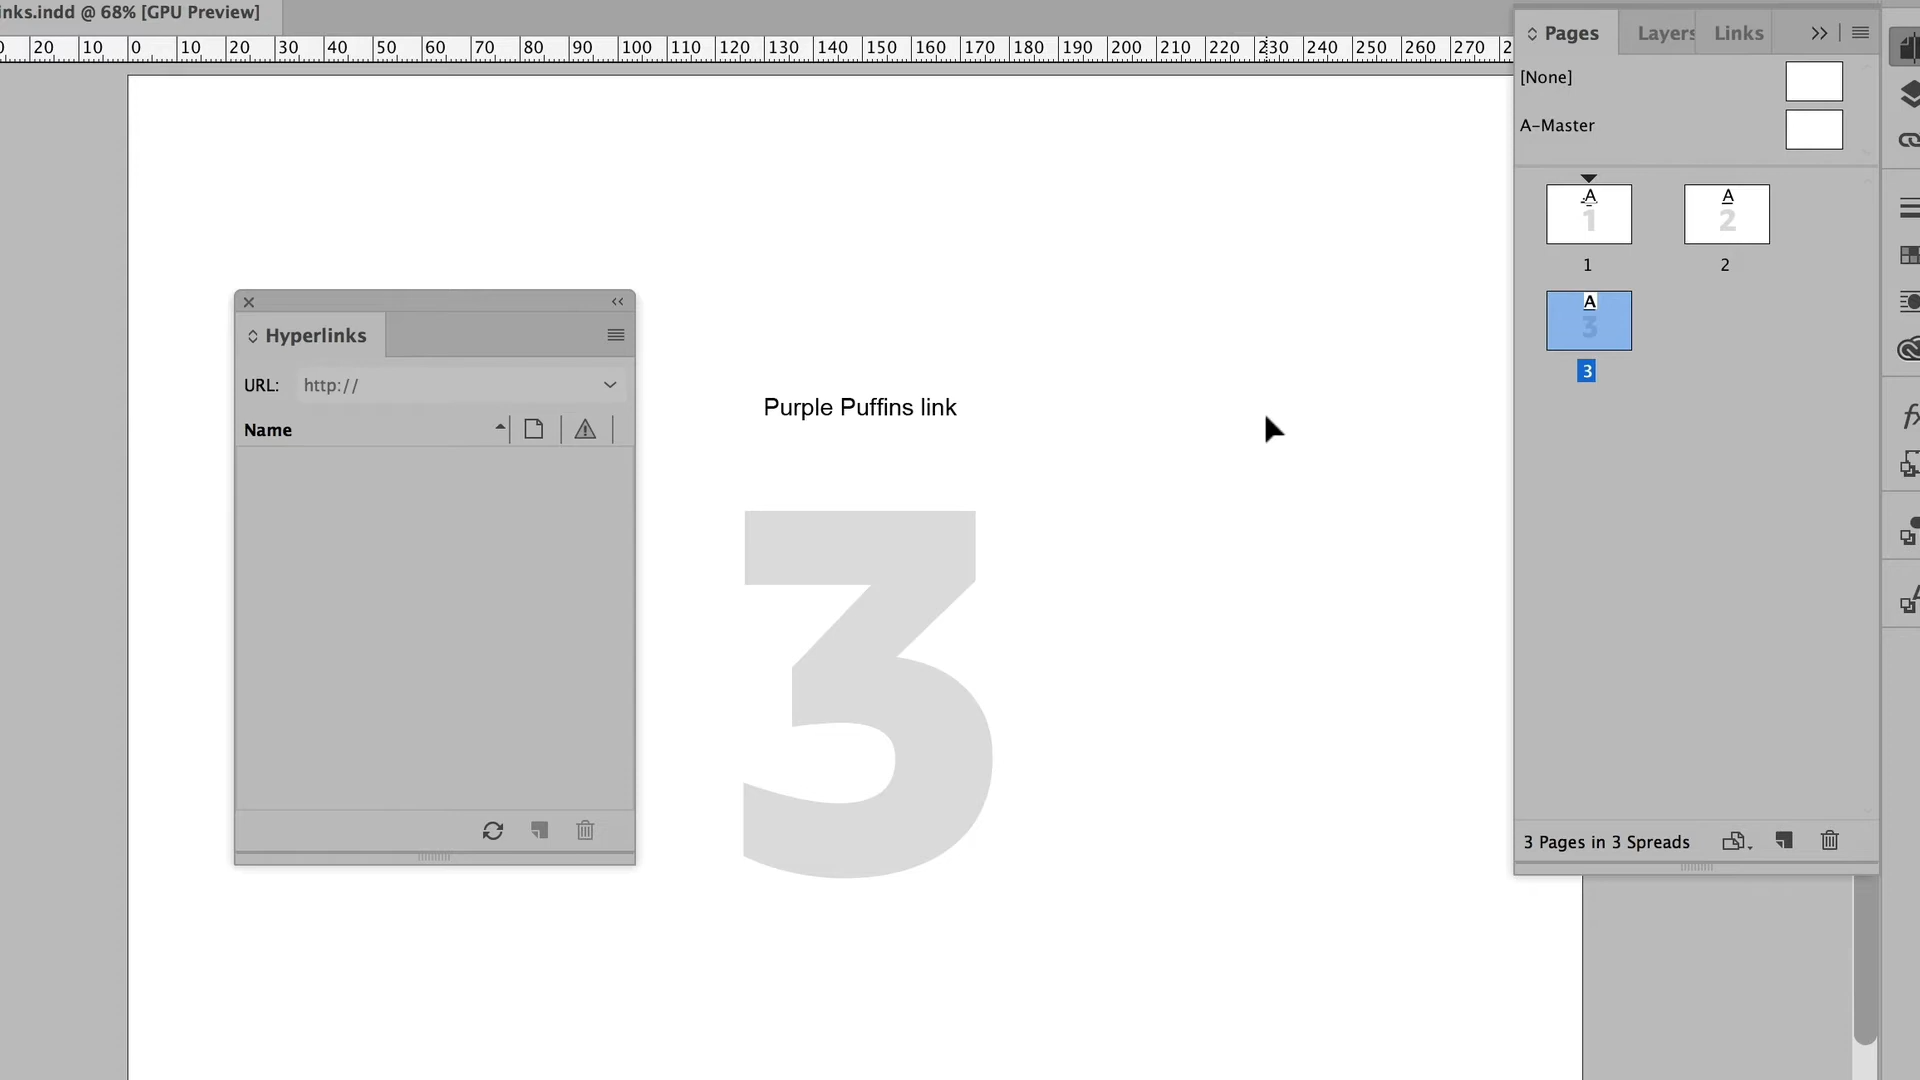 inks.indd @ 68% [GPU Preview]
0 20 10 0 10 20 30 40 50 60 70 80 90 100 110 120 130 140 150 160 170 180 190 200 210 220 230 240 250 260 270 2
Pages Layers Links
[None]
A-Master
A A
1 2
1 2
A
3
3
3 Pages in 3 Spreads
Hyperlinks
URL: http://
Name
Purple Puffins link
3
fx